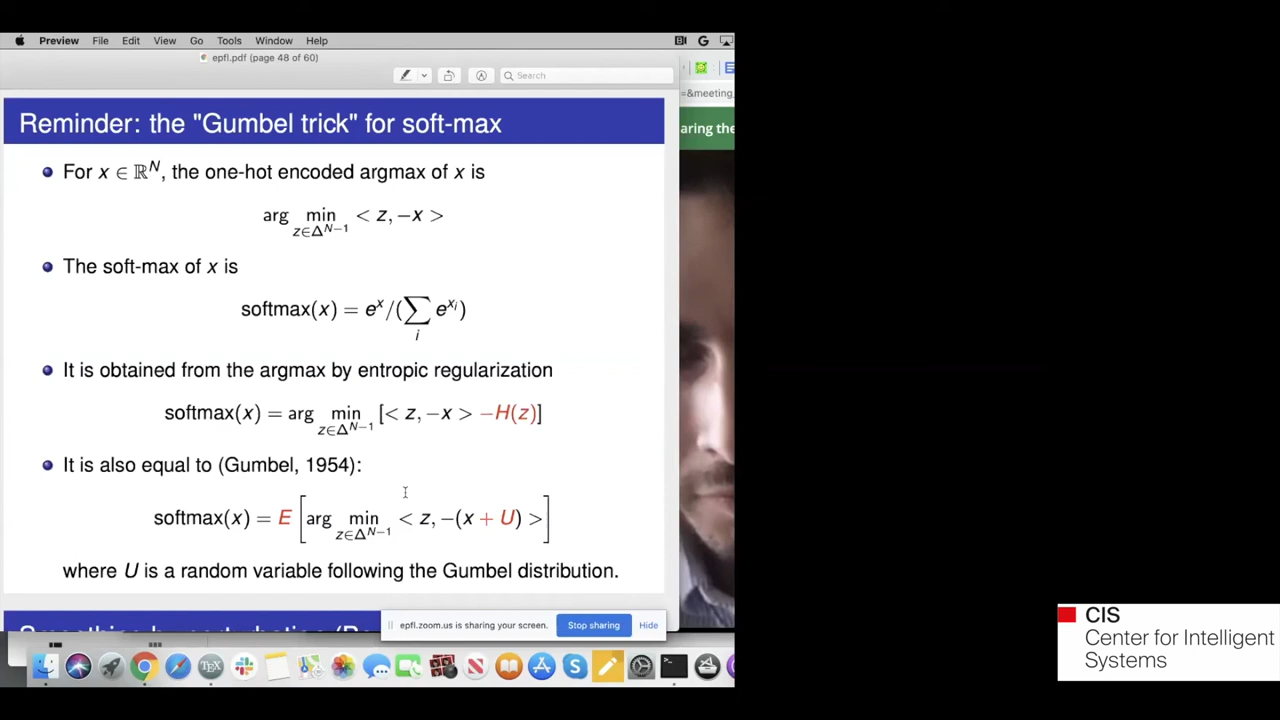 Preview File Edit View Go Tools Window Help
epfl.pdf (page 48 of 60)
Search
=&meeting_
aring the
Reminder: the "Gumbel trick" for soft-max
For x ∈ ℝ^N, the one-hot encoded argmax of x is
arg min_{z∈Δ^{N−1}} < z, −x >
The soft-max of x is
softmax(x) = e^x/(∑_i e^{x_i})
It is obtained from the argmax by entropic regularization
softmax(x) = arg min_{z∈Δ^{N−1}} [< z, −x > −H(z)]
It is also equal to (Gumbel, 1954):
softmax(x) = E [arg min_{z∈Δ^{N−1}} < z, −(x + U) >]
where U is a random variable following the Gumbel distribution.
epfl.zoom.us is sharing your screen. Stop sharing Hide
CIS
Center for Intelligent
Systems